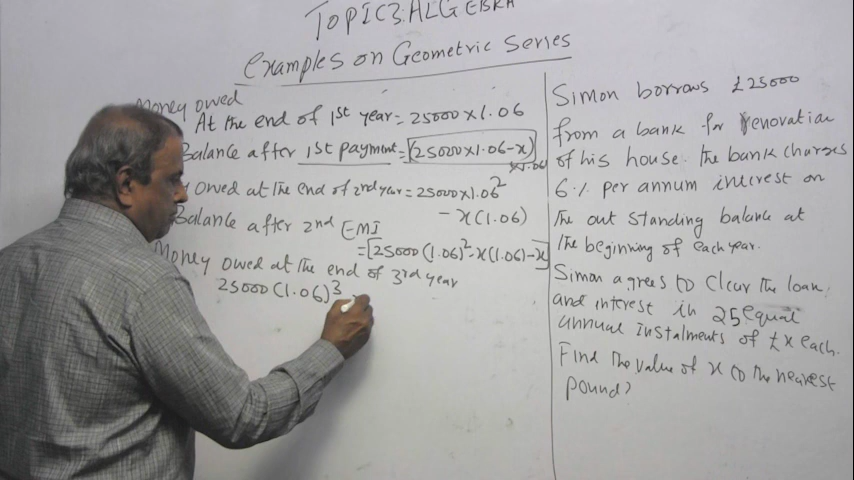 TOPIC3: ALGEBRA
Examples on Geometric Series
Money owed
At the end of 1st year = 25000 × 1.06
Balance after 1st payment = (25000×1.06-x)
×1.06
owed at the end of 2nd year = 25000×1.06²
- x(1.06)
Balance after 2nd EMI
= [25000(1.06)²-x(1.06)-x]
Money owed at the end of 3rd year
25000(1.06)³
Simon borrows £25000
from a bank for renovation
of his house. The bank charges
6% per annum interest on
the out standing balance at
the beginning of each year.
Simon agrees to clear the loan
and interest in 25 equal
annual instalments of £x each.
Find the value of x to the nearest
pound?